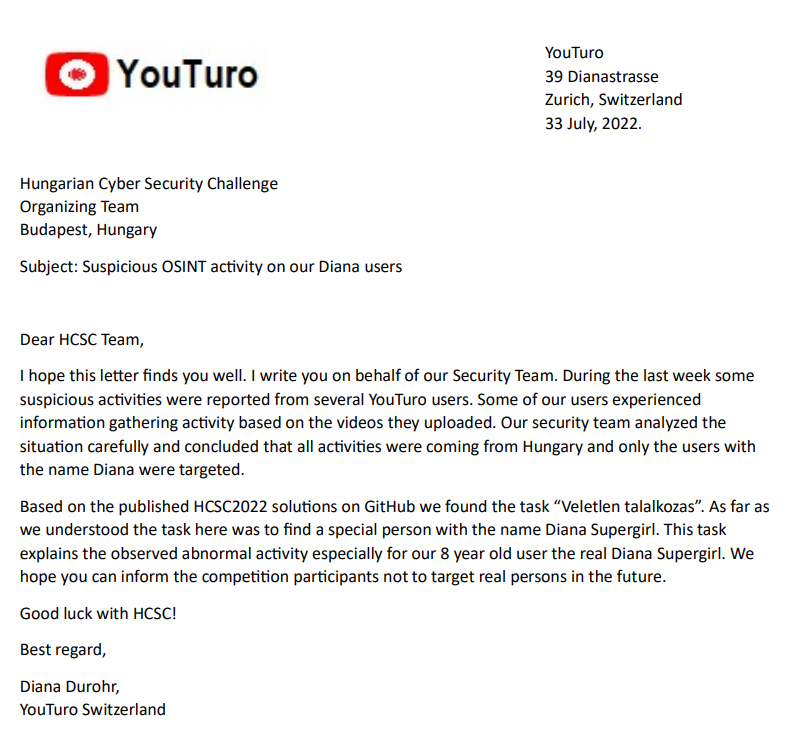 YouTuro
YouTuro
39 Dianastrasse
Zurich, Switzerland
33 July, 2022.
Hungarian Cyber Security Challenge
Organizing Team
Budapest, Hungary
Subject: Suspicious OSINT activity on our Diana users
Dear HCSC Team,
I hope this letter finds you well. I write you on behalf of our Security Team. During the last week some
suspicious activities were reported from several YouTuro users. Some of our users experienced
information gathering activity based on the videos they uploaded. Our security team analyzed the
situation carefully and concluded that all activities were coming from Hungary and only the users with
the name Diana were targeted.
Based on the published HCSC2022 solutions on GitHub we found the task “Veletlen talalkozas”. As far as
we understood the task here was to find a special person with the name Diana Supergirl. This task
explains the observed abnormal activity especially for our 8 year old user the real Diana Supergirl. We
hope you can inform the competition participants not to target real persons in the future.
Good luck with HCSC!
Best regard,
Diana Durohr,
YouTuro Switzerland